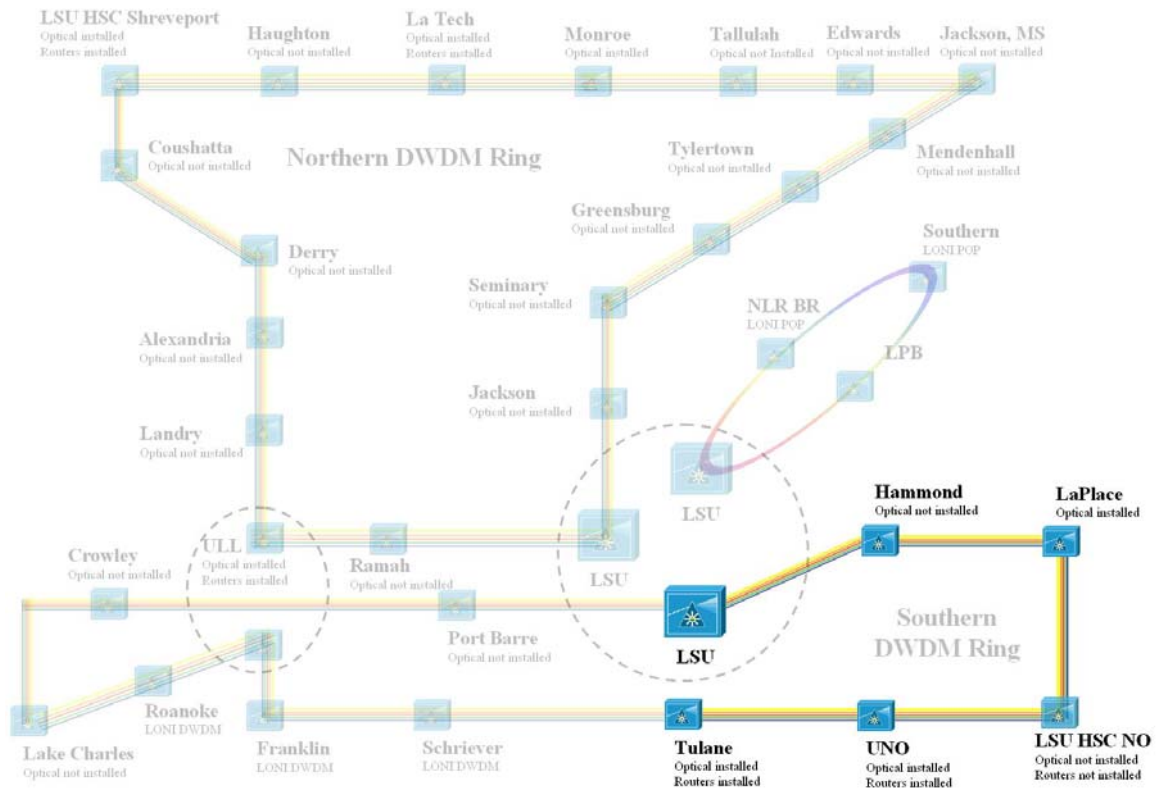 LSU HSC Shreveport
Optical installed
Routers installed
Haughton
Optical not installed
La Tech
Optical installed
Routers installed
Monroe
Optical not installed
Tallulah
Optical not Installed
Edwards
Optical not installed
Jackson, MS
Optical not installed
Coushatta
Optical not installed
Northern DWDM Ring
Tylertown
Optical not installed
Mendenhall
Optical not installed
Greensburg
Optical not installed
Southern
LONI POP
Derry
Optical not installed
Seminary
Optical not installed
NLR BR
LONI POP
Alexandria
Optical not installed
LPB
Jackson
Optical not installed
Landry
Optical not installed
LSU
Hammond
Optical not installed
LaPlace
Optical installed
Crowley
Optical not installed
ULL
Optical installed
Routers installed
Ramah
Optical not installed
LSU
Port Barre
Optical not installed
LSU
Southern
DWDM Ring
Roanoke
LONI DWDM
Lake Charles
Optical not installed
Franklin
LONI DWDM
Schriever
LONI DWDM
Tulane
Optical installed
Routers installed
UNO
Optical installed
Routers installed
LSU HSC NO
Optical not installed
Routers not installed